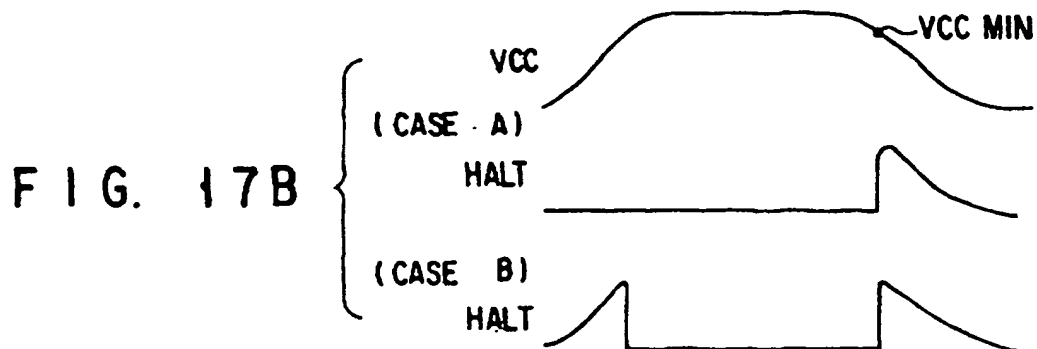 VCC MIN
VCC
(CASE A)
HALT
FIG. 17B
(CASE B)
HALT